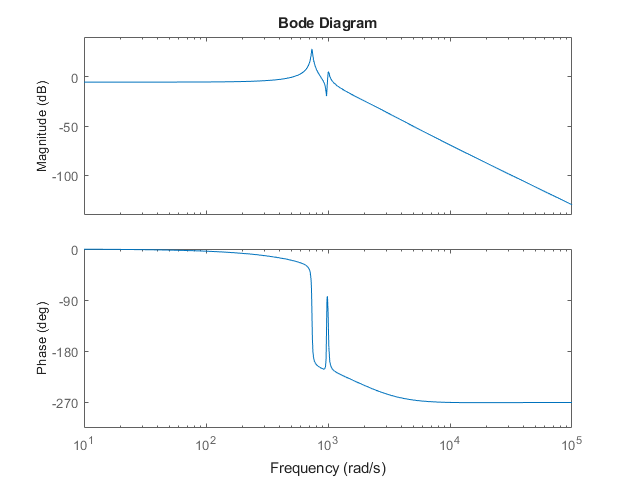 Bode Diagram
Magnitude (dB)
0
-50
-100
Phase (deg)
0
-90
-180
-270
10^1 10^2 10^3 10^4 10^5
Frequency (rad/s)